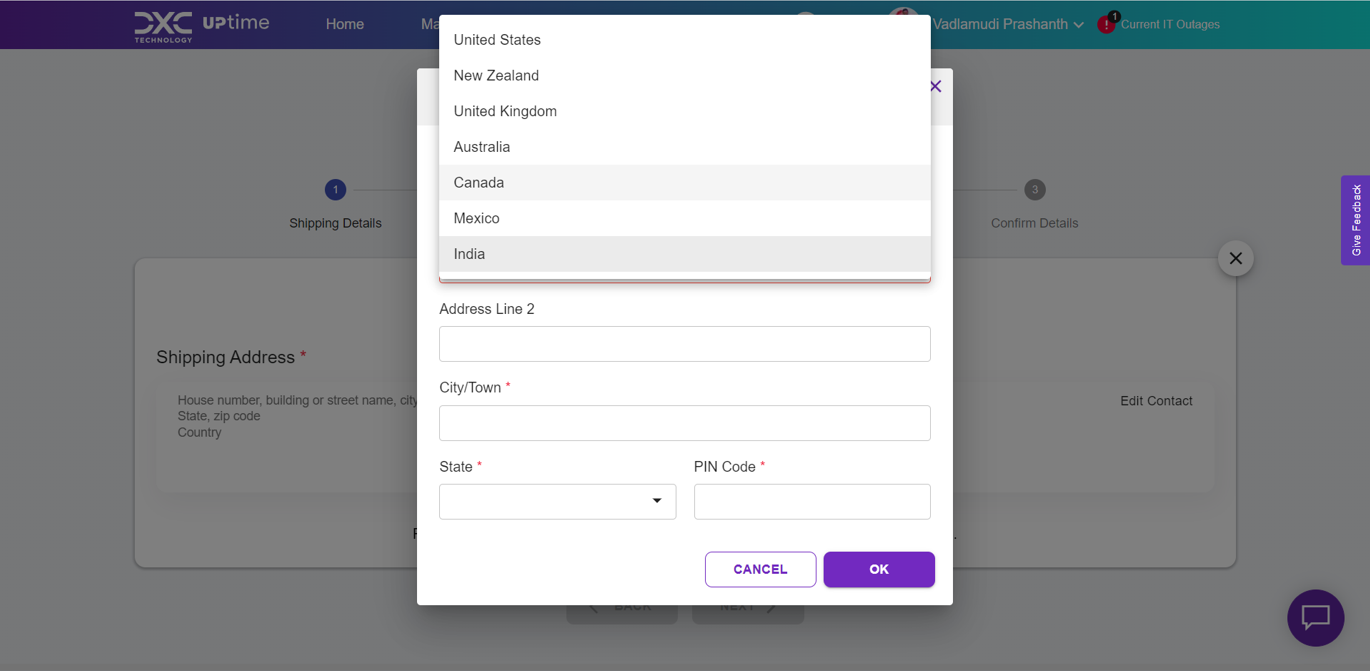 DXC
TECHNOLOGY
UPtime
Home
Vadlamudi Prashanth
1
Current IT Outages
United States
New Zealand
United Kingdom
Australia
Canada
Mexico
India
1
Shipping Details
3
Confirm Details
Give Feedback
Address Line 2
Shipping Address *
City/Town *
House number, building or street name, city
State, zip code
Country
Edit Contact
State *
PIN Code *
CANCEL
OK
BACK
NEXT